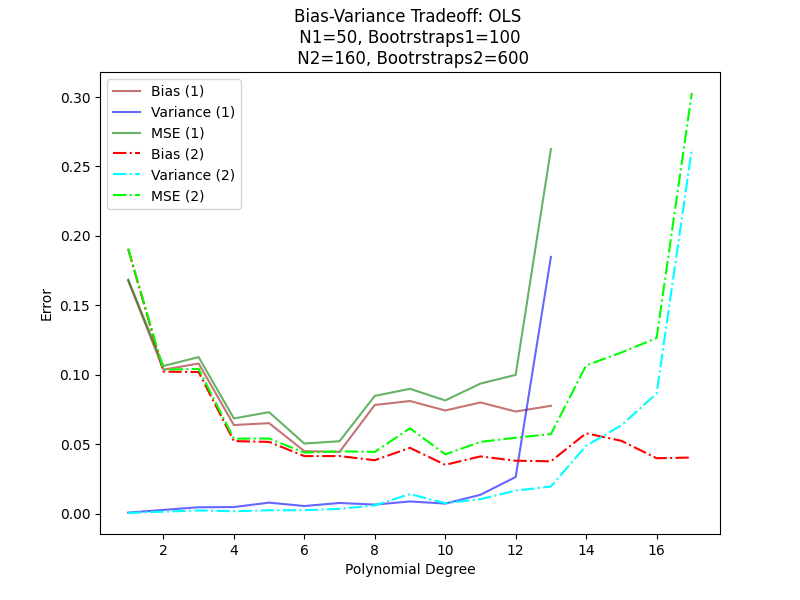 Bias-Variance Tradeoff: OLS
N1=50, Bootrstraps1=100
N2=160, Bootrstraps2=600
Bias (1)
Variance (1)
MSE (1)
Bias (2)
Variance (2)
MSE (2)
0.30
0.25
0.20
0.15
0.10
0.05
0.00
Error
2 4 6 8 10 12 14 16
Polynomial Degree